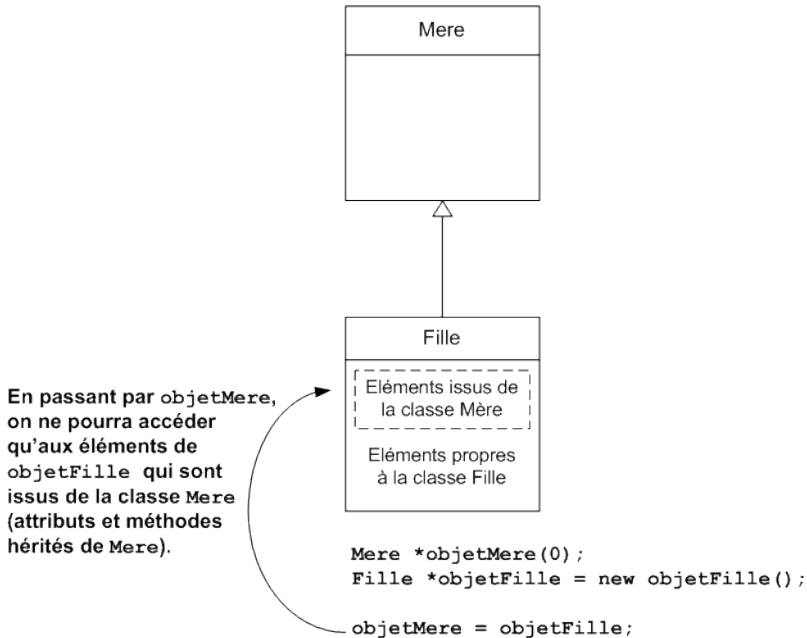 Mere
Fille
Eléments issus de
la classe Mère
Eléments propres
à la classe Fille
En passant par objetMere,
on ne pourra accéder
qu'aux éléments de
objetFille qui sont
issus de la classe Mere
(attributs et méthodes
hérités de Mere).
Mere *objetMere(0);
Fille *objetFille = new objetFille();
objetMere = objetFille;